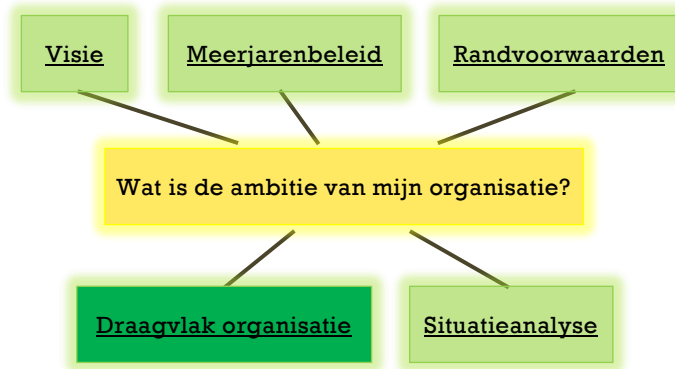 Visie
Meerjarenbeleid
Randvoorwaarden
Wat is de ambitie van mijn organisatie?
Draagvlak organisatie
Situatieanalyse